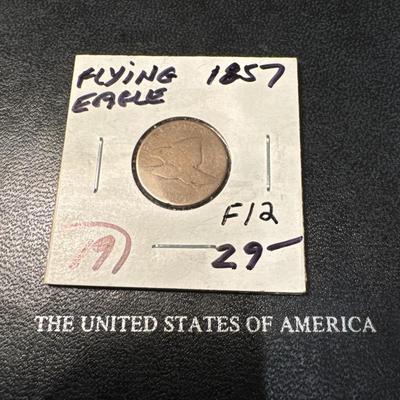 FLYING 1857
EAGLE
F12
29-
THE UNITED STATES OF AMERICA